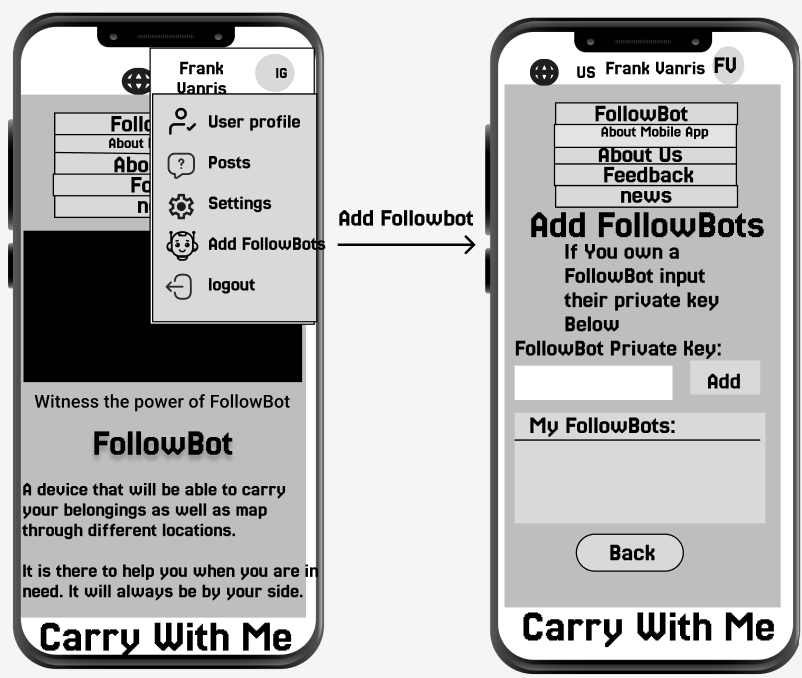 Frank
Vanris
IG
User profile
Posts
Settings
Add FollowBots
logout
About
Witness the power of FollowBot
FollowBot
A device that will be able to carry
your belongings as well as map
through different locations.
It is there to help you when you are in
need. It will always be by your side.
Carry With Me
Add Followbot
US Frank Vanris FV
FollowBot
About Mobile App
About Us
Feedback
news
Add FollowBots
If You own a
FollowBot input
their private key
Below
FollowBot Private Key:
Add
My FollowBots:
Back
Carry With Me